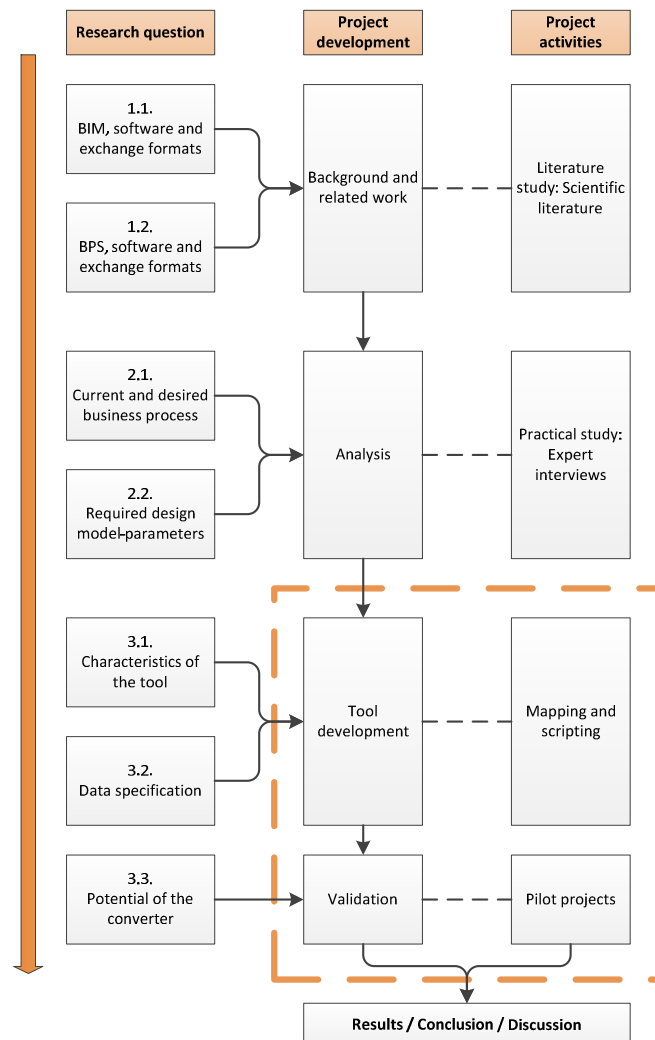 Research question
Project
development
Project
activities
1.1.
BIM, software and
exchange formats
1.2.
BPS, software and
exchange formats
Background and
related work
Literature
study: Scientific
literature
2.1.
Current and desired
business process
2.2.
Required design
model-parameters
Analysis
Practical study:
Expert
interviews
3.1.
Characteristics of
the tool
3.2.
Data specification
Tool
development
Mapping and
scripting
3.3.
Potential of the
converter
Validation
Pilot projects
Results / Conclusion / Discussion